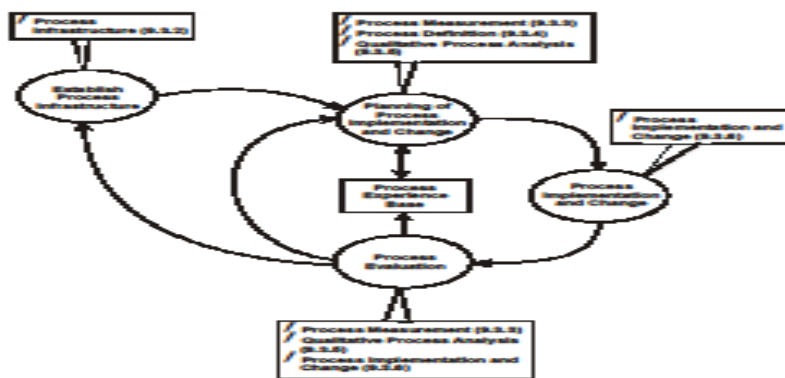 Process
Infrastructure (9.3.2)
Process Measurement (9.3.3)
Process Definition (9.3.4)
Qualitative Process Analysis
(9.3.5)
Establish
Process
Infrastructure
Planning of
Process
Implementation
and Change
Process
Implementation and
Change (9.3.6)
Process
Experience
Base
Process
Implementation
and Change
Process
Evaluation
Process Measurement (9.3.3)
Qualitative Process Analysis
(9.3.5)
Process Implementation and
Change (9.3.6)